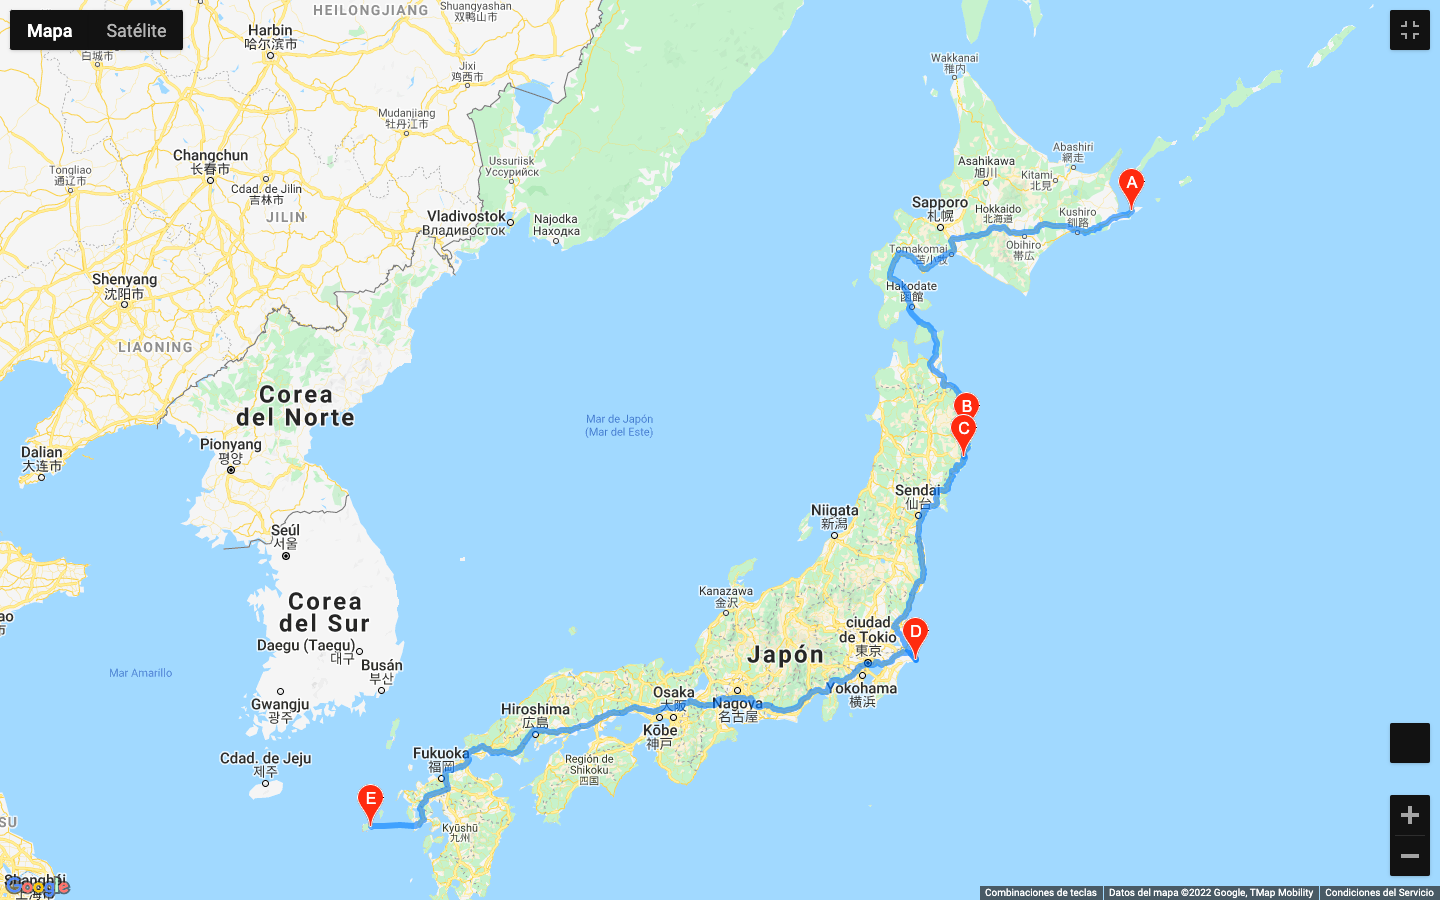 Mapa
Satélite
HEILONGJIANG
Shuangyashan
双鸭山市
Harbin
哈尔滨市
白城市
Jixi
鸡西市
Mudanjiang
牡丹江市
Wakkanai
稚内
Changchun
长春市
Tongliao
通辽市
Cdad. de Jilin
吉林市
JILIN
Ussuriisk
Уссурийск
Vladivostok
Владивосток
Najodka
Находка
Asahikawa
旭川
Abashiri
網走
Kitami
北見
A
Sapporo
札幌
Hokkaido
北海道
Kushiro
釧路
Obihiro
帯広
Tomakomai
苫小牧
Hakodate
函館
Shenyang
沈阳市
LIAONING
Corea
del Norte
Pionyang
평양
Dalian
大连市
Mar de Japón
(Mar del Este)
B
C
Sendai
仙台
Niigata
新潟
Seúl
서울
Corea
del Sur
Daegu (Taegu)
대구
Busán
부산
Gwangju
광주
Mar Amarillo
Kanazawa
金沢
ciudad
de Tokio
東京
D
Japón
Yokohama
横浜
Nagoya
名古屋
Osaka
大阪
Kōbe
神戸
Hiroshima
広島
Región de
Shikoku
四国
Fukuoka
福岡
Cdad. de Jeju
제주
E
Kyūshū
九州
SU
Shanghái
上海市
Google
Combinaciones de teclas
Datos del mapa ©2022 Google, TMap Mobility
Condiciones del Servicio